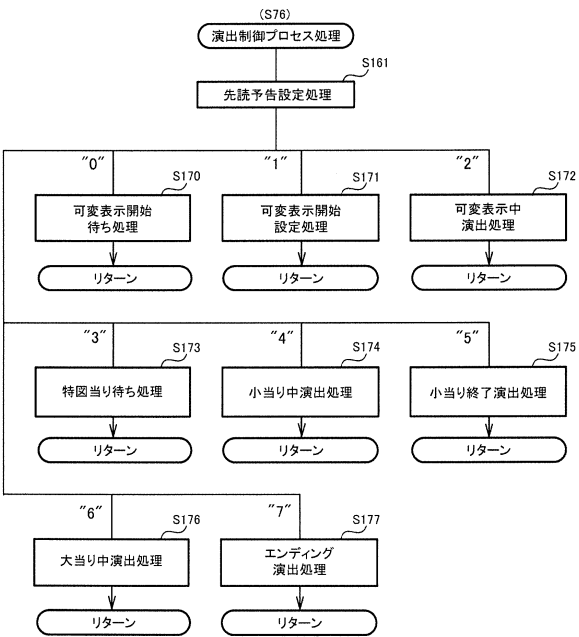 (S76)
演出制御プロセス処理
S161
先読予告設定処理
"0"
"1"
"2"
S170
S171
S172
可変表示開始
待ち処理
可変表示開始
設定処理
可変表示中
演出処理
リターン
リターン
リターン
"3"
"4"
"5"
S173
S174
S175
特図当り待ち処理
小当り中演出処理
小当り終了演出処理
リターン
リターン
リターン
"6"
"7"
S176
S177
大当り中演出処理
エンディング
演出処理
リターン
リターン